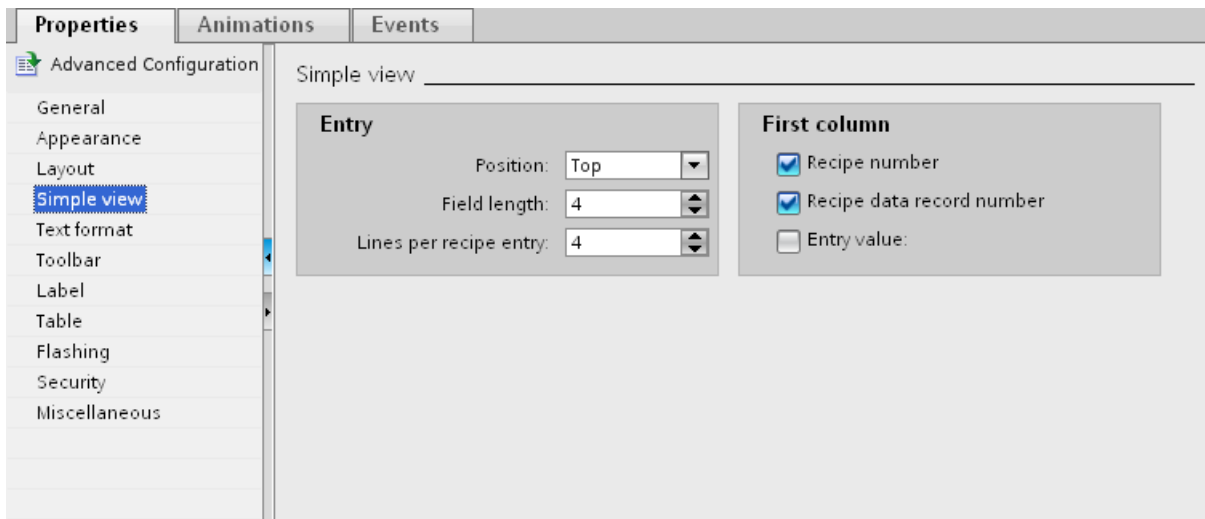 Properties
Animations
Events
Advanced Configuration
General
Appearance
Layout
Simple view
Text format
Toolbar
Label
Table
Flashing
Security
Miscellaneous
Simple view
Entry
Position: Top
Field length: 4
Lines per recipe entry: 4
First column
Recipe number
Recipe data record number
Entry value: